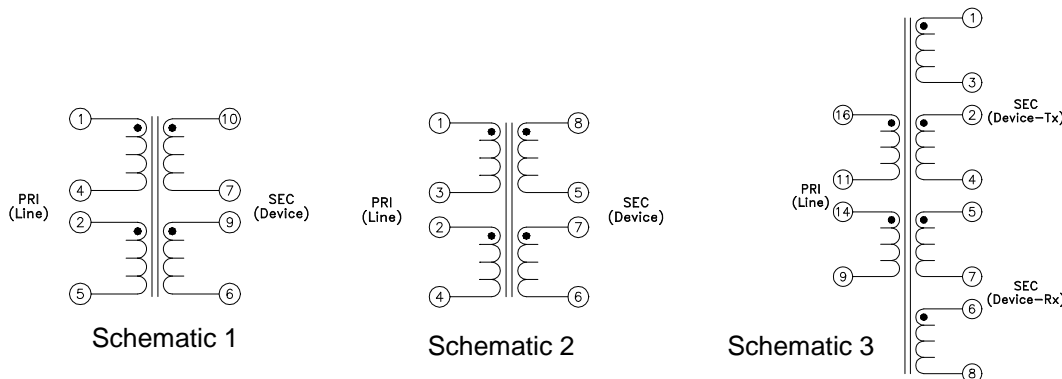 1
10
4
7
PRI
(Line)
SEC
(Device)
2
9
5
6
Schematic 1
1
8
3
5
PRI
(Line)
SEC
(Device)
2
7
4
6
Schematic 2
1
3
SEC
(Device-Tx)
16
2
11
4
PRI
(Line)
14
5
9
7
SEC
(Device-Rx)
6
8
Schematic 3